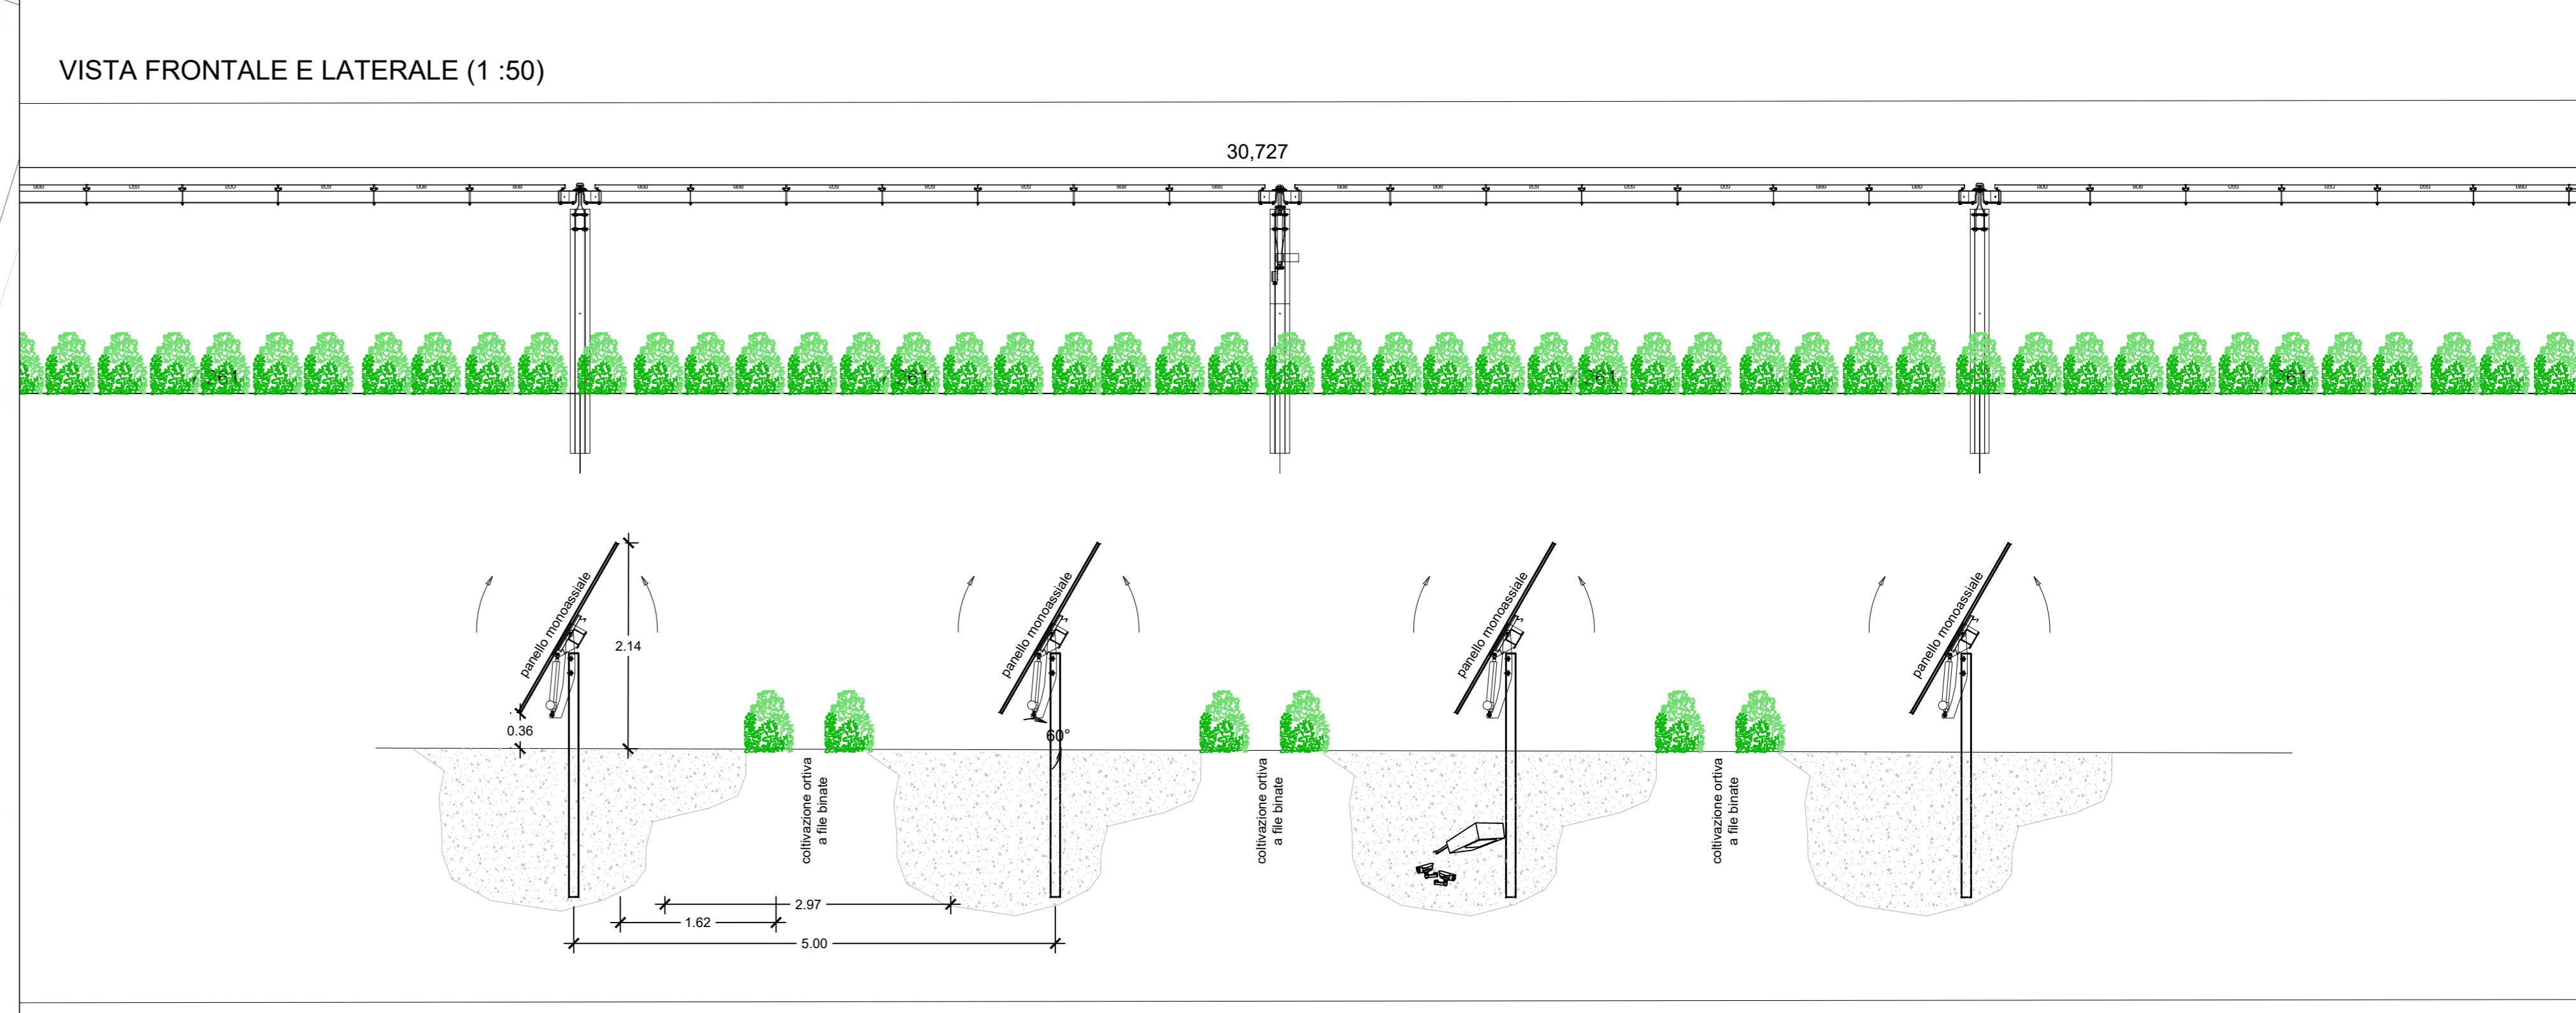 VISTA FRONTALE E LATERALE (1 :50)
30,727
panello monoassiale
2.14
0.36
panello monoassiale
60°
panello monoassiale
panello monoassiale
coltivazione ortiva
a file binate
coltivazione ortiva
a file binate
coltivazione ortiva
a file binate
2.97
1.62
5.00